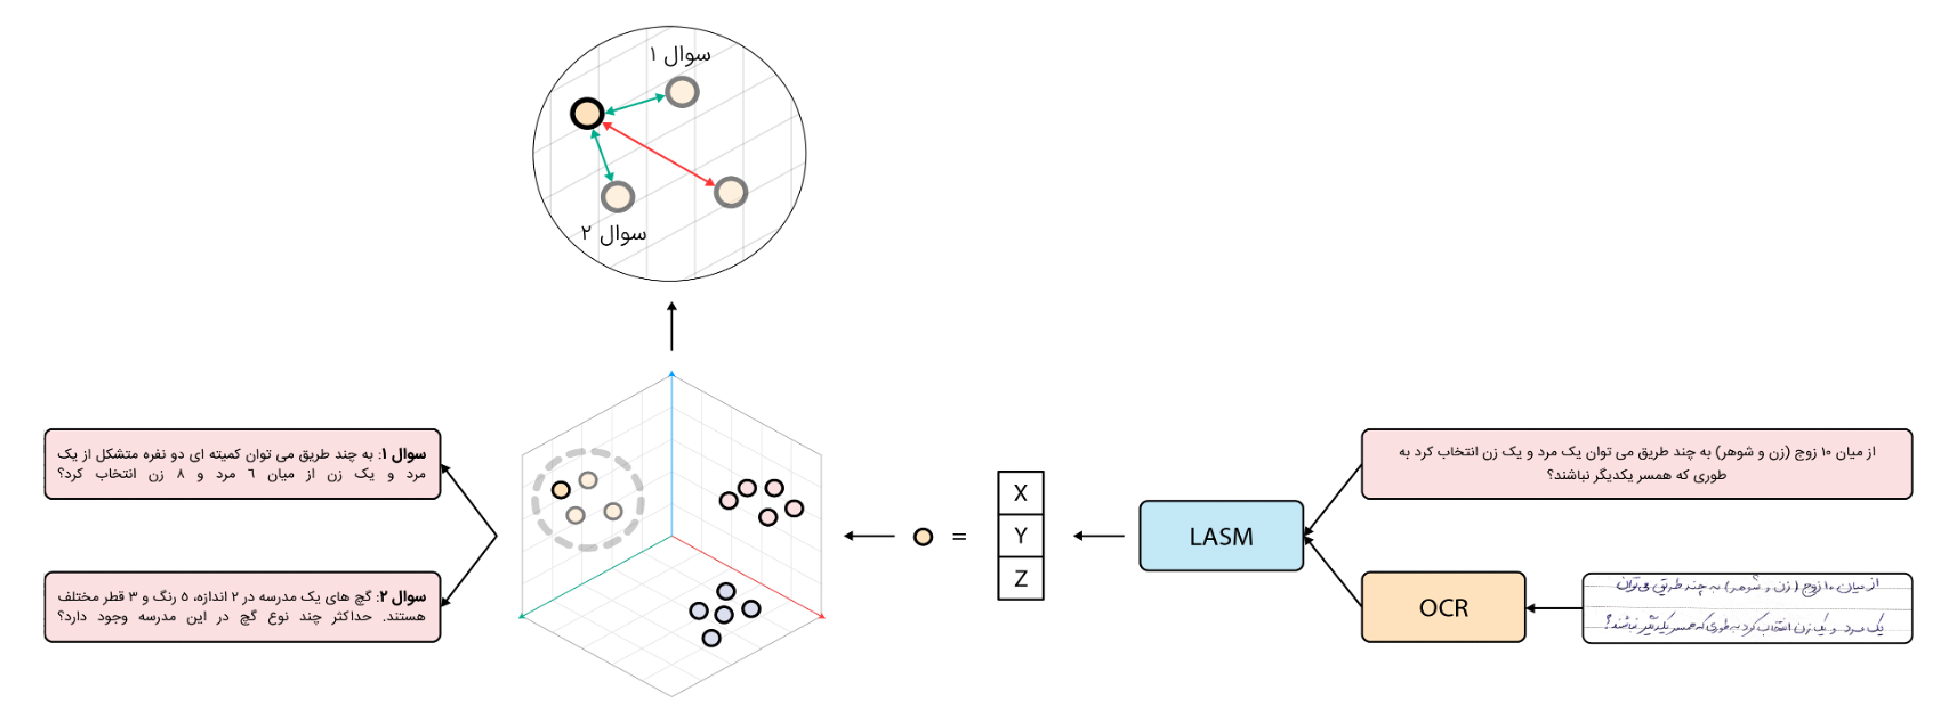 سوال ۱
سوال ۲
سوال ۱: به چند طریق می توان کمیته ای دو نفره متشکل از یک
مرد و یک زن از میان ٦ مرد و ۸ زن انتخاب کرد؟
سوال ۲: گچ های یک مدرسه در ۲ اندازه، ۵ رنگ و ۳ قطر مختلف
هستند. حداکثر چند نوع گچ در این مدرسه وجود دارد؟
=
X
Y
Z
LASM
از میان ۱۰ زوج (زن و شوهر) به چند طریق می توان یک مرد و یک زن انتخاب کرد به
طوری که همسر یکدیگر نباشند؟
OCR
از میان ۱۰ زوج (زن و شوهر) به چند طریق می توان
یک مرد و یک زن انتخاب کرد به طوری که همسر یکدیگر نباشند؟